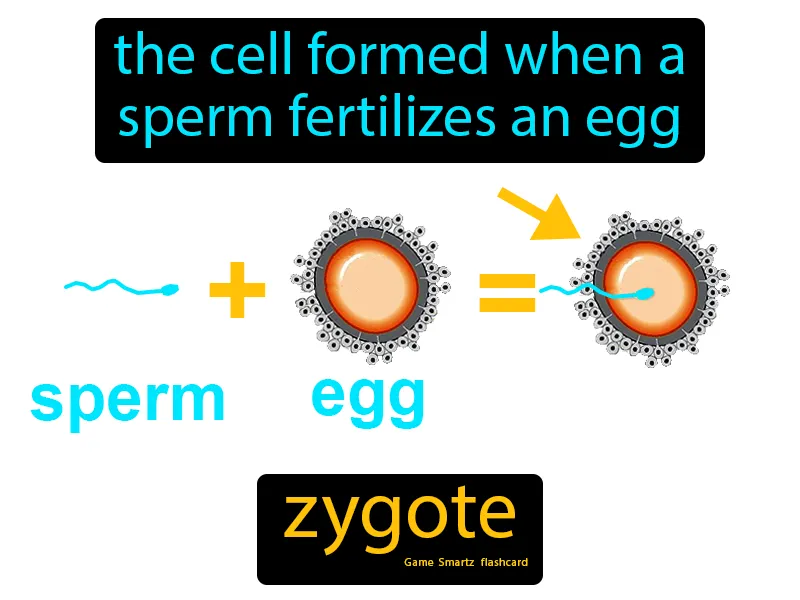 the cell formed when a
sperm fertilizes an egg
sperm
egg
zygote
Game Smartz flashcard